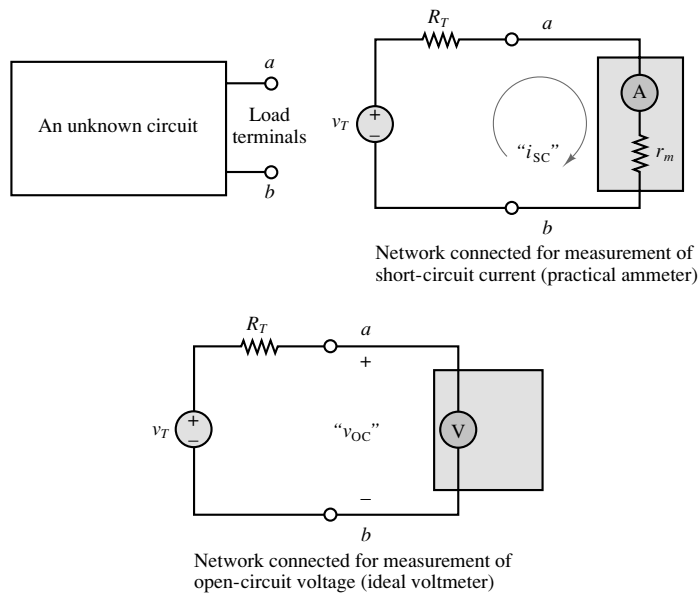 An unknown circuit
a
Load
terminals
b
R_T
a
v_T
+
−
"i_SC"
A
r_m
b
Network connected for measurement of
short-circuit current (practical ammeter)
R_T
a
+
v_T
+
−
"v_OC"
V
−
b
Network connected for measurement of
open-circuit voltage (ideal voltmeter)